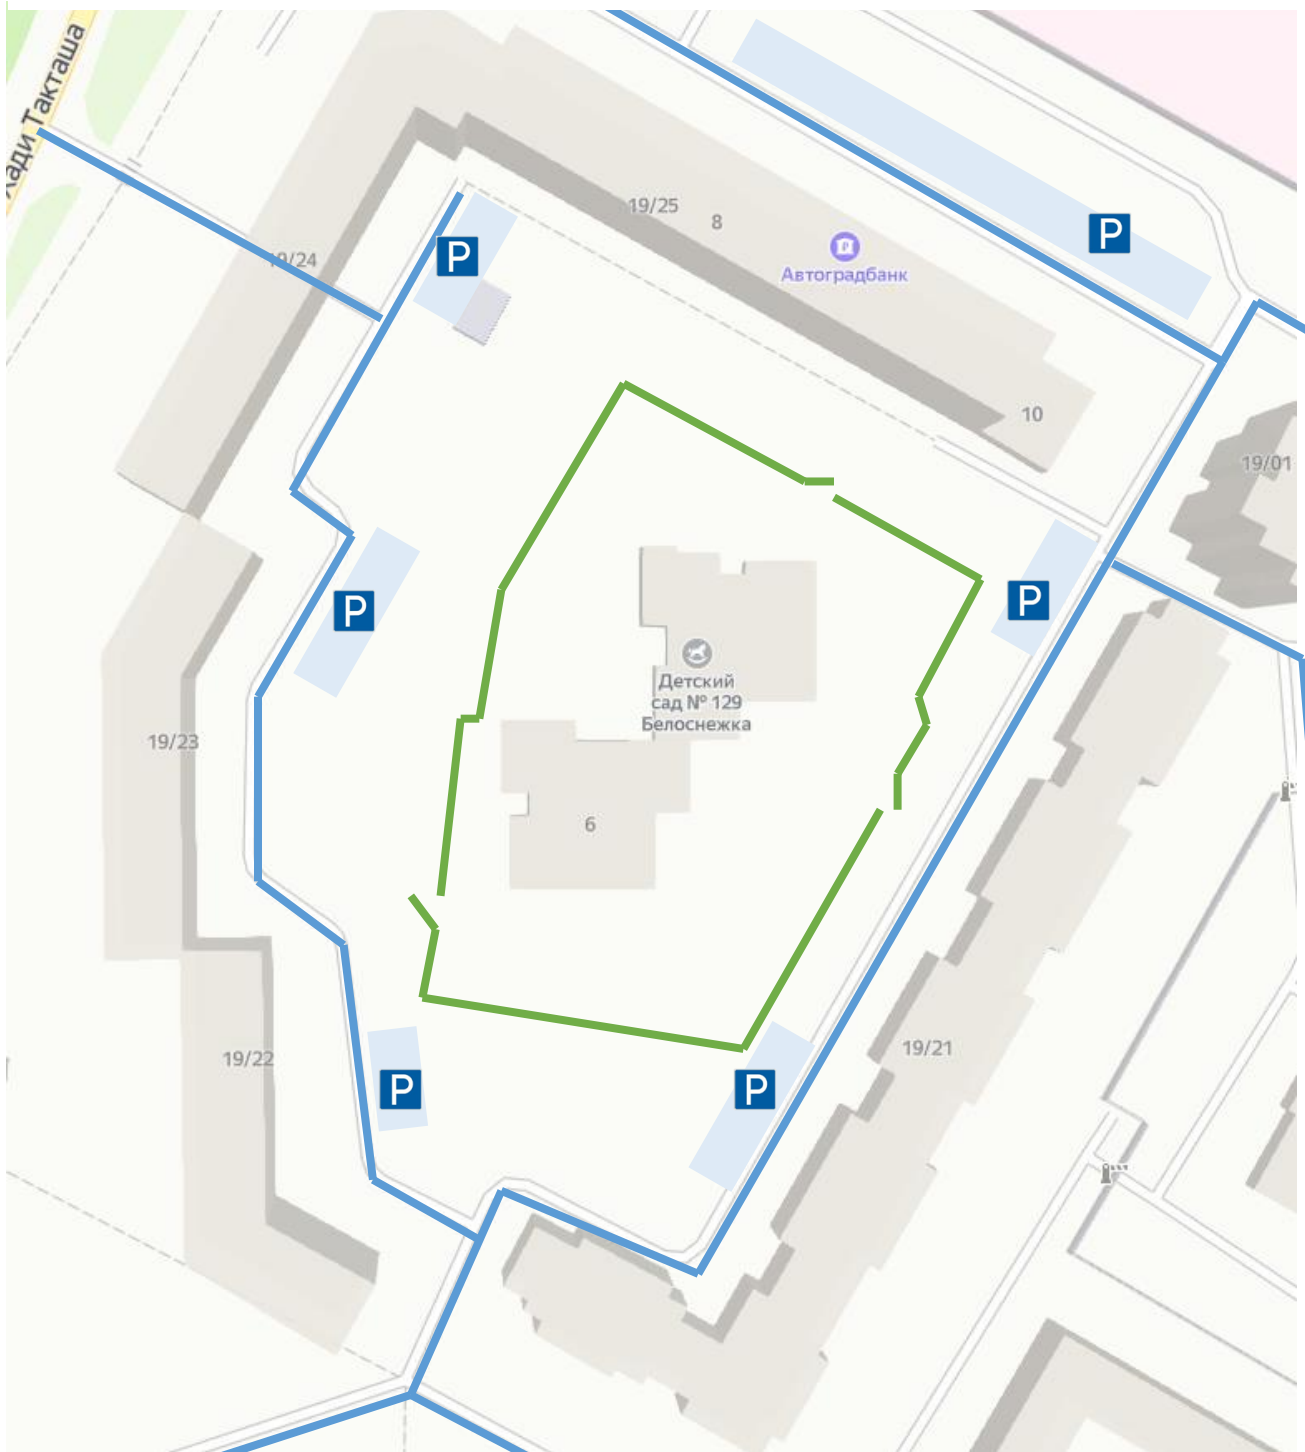 Хади Такташа
19/25
8
P
P
19/24
Автоградбанк
10
19/01
P
P
Детский
сад № 129
Белоснежка
19/23
6
19/22
19/21
P
P